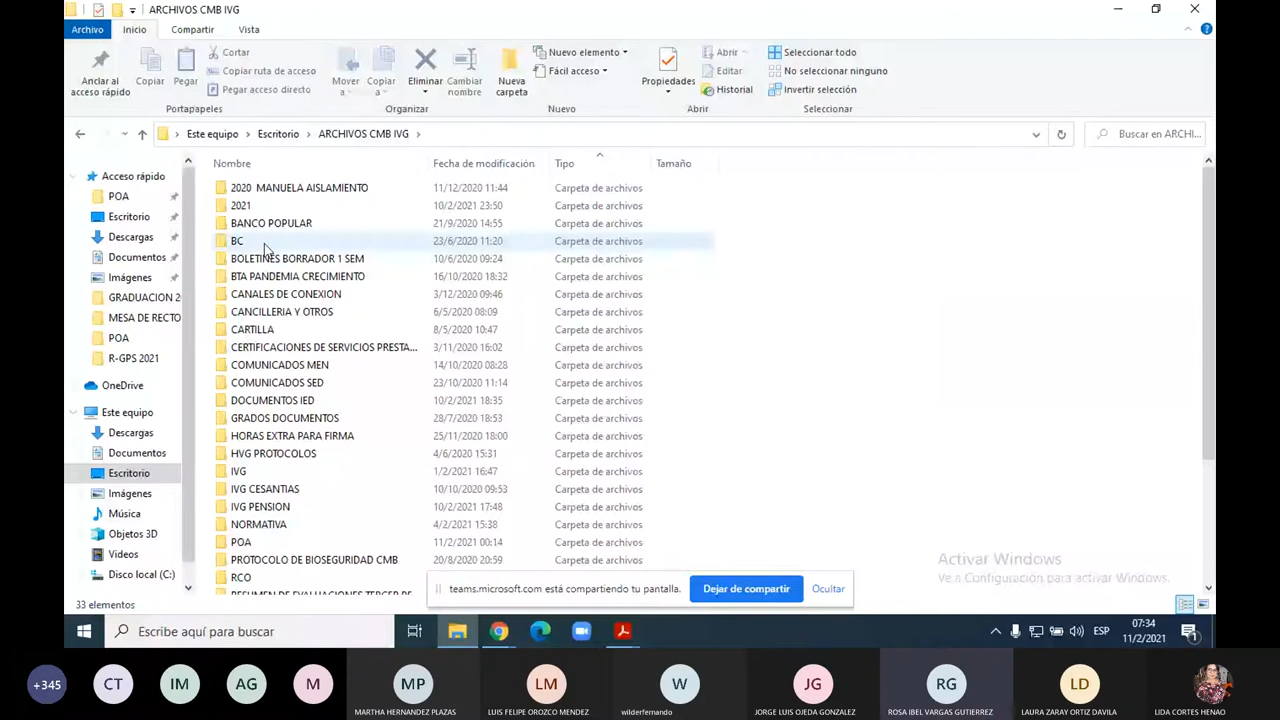 ARCHIVOS CMB IVG
Archivo Inicio Compartir Vista
Anclar al acceso rápido
Copiar
Pegar
Cortar
Copiar ruta de acceso
Pegar acceso directo
Portapapeles
Mover a
Copiar a
Eliminar
Cambiar nombre
Organizar
Nueva carpeta
Nuevo elemento
Fácil acceso
Nuevo
Propiedades
Abrir
Editar
Historial
Abrir
Seleccionar todo
No seleccionar ninguno
Invertir selección
Seleccionar
Este equipo > Escritorio > ARCHIVOS CMB IVG >
Buscar en ARCHI...
Acceso rápido
POA
Escritorio
Descargas
Documentos
Imágenes
GRADUACION 2
MESA DE RECTO
POA
R-GPS 2021
OneDrive
Este equipo
Descargas
Documentos
Escritorio
Imágenes
Música
Objetos 3D
Videos
Disco local (C:)
Nombre Fecha de modificación Tipo Tamaño
2020 MANUELA AISLAMIENTO 11/12/2020 11:44 Carpeta de archivos
2021 10/2/2021 23:50 Carpeta de archivos
BANCO POPULAR 21/9/2020 14:55 Carpeta de archivos
BC 23/6/2020 11:20 Carpeta de archivos
BOLETINES BORRADOR 1 SEM 10/6/2020 09:24 Carpeta de archivos
BTA PANDEMIA CRECIMIENTO 16/10/2020 18:32 Carpeta de archivos
CANALES DE CONEXION 3/12/2020 09:46 Carpeta de archivos
CANCILLERIA Y OTROS 6/5/2020 08:09 Carpeta de archivos
CARTILLA 8/5/2020 10:47 Carpeta de archivos
CERTIFICACIONES DE SERVICIOS PRESTA... 3/11/2020 16:02 Carpeta de archivos
COMUNICADOS MEN 14/10/2020 08:28 Carpeta de archivos
COMUNICADOS SED 23/10/2020 11:14 Carpeta de archivos
DOCUMENTOS IED 10/2/2021 18:35 Carpeta de archivos
GRADOS DOCUMENTOS 28/7/2020 18:53 Carpeta de archivos
HORAS EXTRA PARA FIRMA 25/11/2020 18:00 Carpeta de archivos
HVG PROTOCOLOS 4/6/2020 15:31 Carpeta de archivos
IVG 1/2/2021 16:47 Carpeta de archivos
IVG CESANTIAS 10/10/2020 09:53 Carpeta de archivos
IVG PENSION 10/2/2021 17:48 Carpeta de archivos
NORMATIVA 4/2/2021 15:38 Carpeta de archivos
POA 11/2/2021 00:14 Carpeta de archivos
PROTOCOLO DE BIOSEGURIDAD CMB 20/8/2020 20:59 Carpeta de archivos
RCO
RESUMEN DE EVALUACIONES TERCER PE
Activar Windows
Ve a Configuración para activar Windows.
teams.microsoft.com está compartiendo tu pantalla. Dejar de compartir Ocultar
33 elementos
Escribe aquí para buscar
ESP
07:34
11/2/2021
1
+345 CT IM AG M MP LM W JG RG LD
MARTHA HERNANDEZ PLAZAS LUIS FELIPE OROZCO MENDEZ wilderfernando JORGE LUIS OJEDA GONZALEZ ROSA IBEL VARGAS GUTIERREZ LAURA ZARAY ORTIZ DAVILA LIDA CORTES HENAO